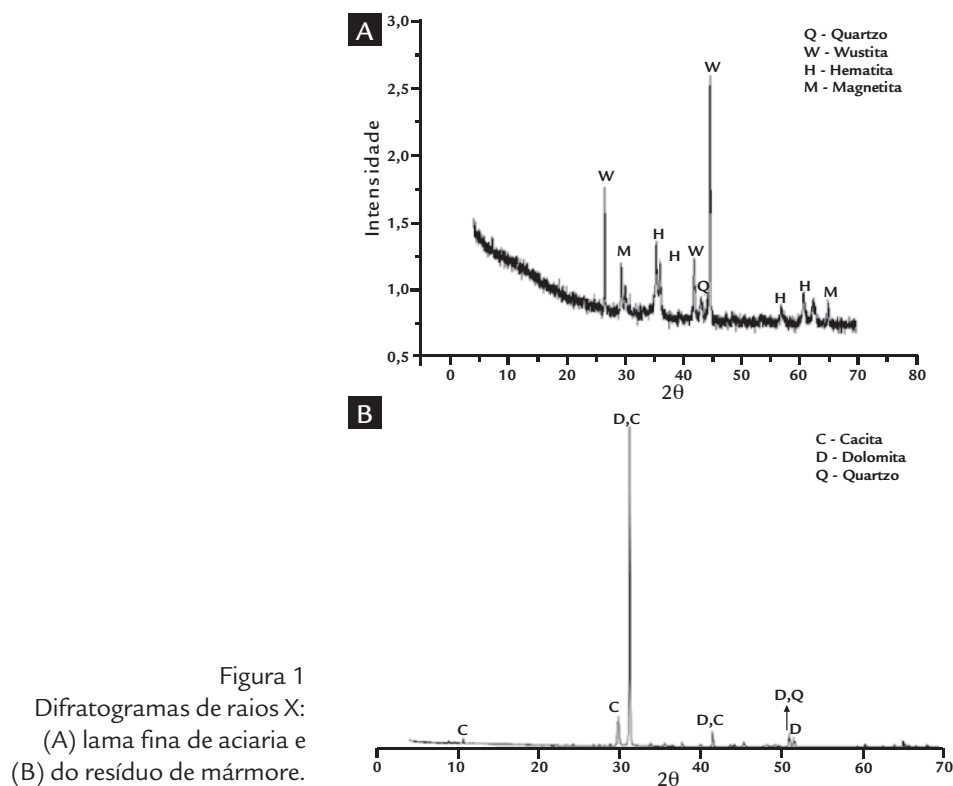 A
3,0
2,5
2,0
1,5
1,0
0,5
Intensidade
Q - Quartzo
W - Wustita
H - Hematita
M - Magnetita
W
M
H
H
W
Q
W
H
H
M
0 10 20 30 40 50 60 70 80
2θ
B
D,C
C - Cacita
D - Dolomita
Q - Quartzo
C
C
D,C
D,Q
D
0 10 20 30 40 50 60 70
2θ
Figura 1
Difratogramas de raios X:
(A) lama fina de aciaria e
(B) do resíduo de mármore.